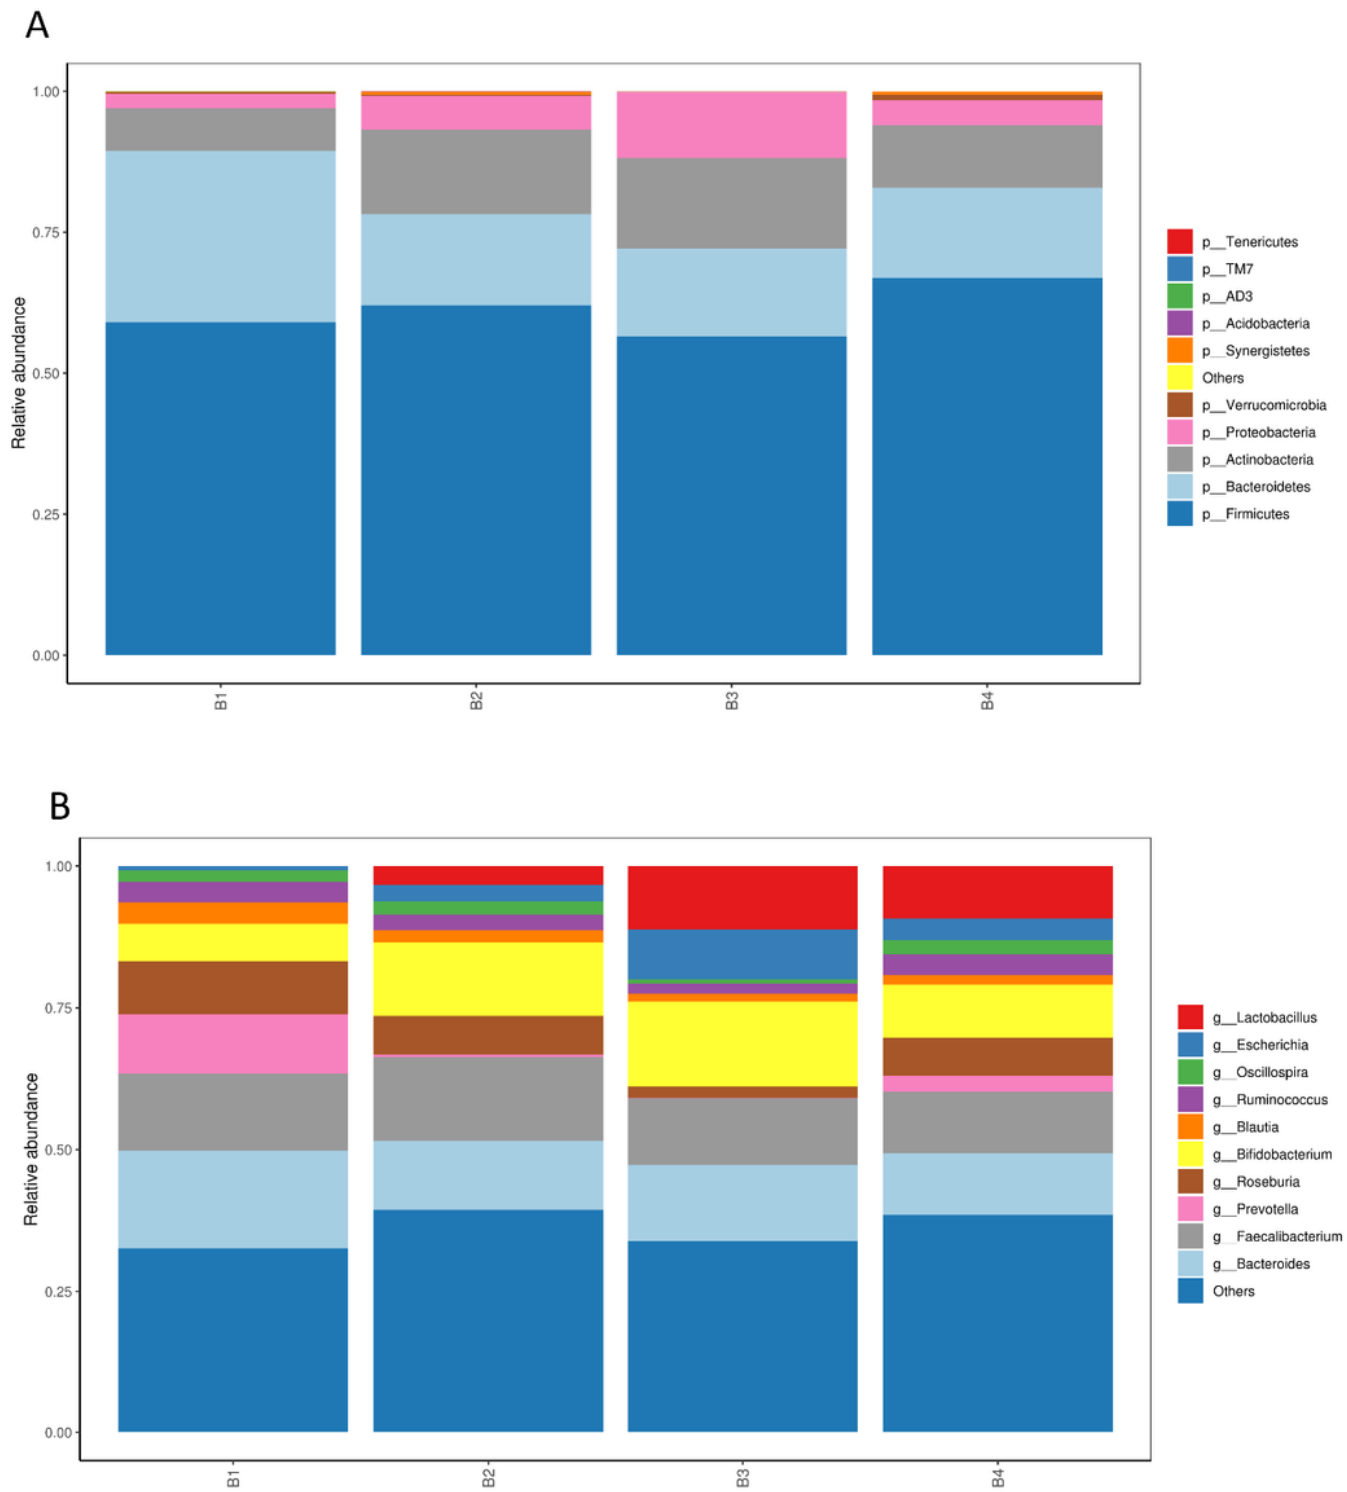 A
1.00
0.75
0.50
0.25
0.00
Relative abundance
B1
B2
B3
B4
p__Tenericutes
p__TM7
p__AD3
p__Acidobacteria
p__Synergistetes
Others
p__Verrucomicrobia
p__Proteobacteria
p__Actinobacteria
p__Bacteroidetes
p__Firmicutes
B
1.00
0.75
0.50
0.25
0.00
Relative abundance
B1
B2
B3
B4
g__Lactobacillus
g__Escherichia
g__Oscillospira
g__Ruminococcus
g__Blautia
g__Bifidobacterium
g__Roseburia
g__Prevotella
g__Faecalibacterium
g__Bacteroides
Others